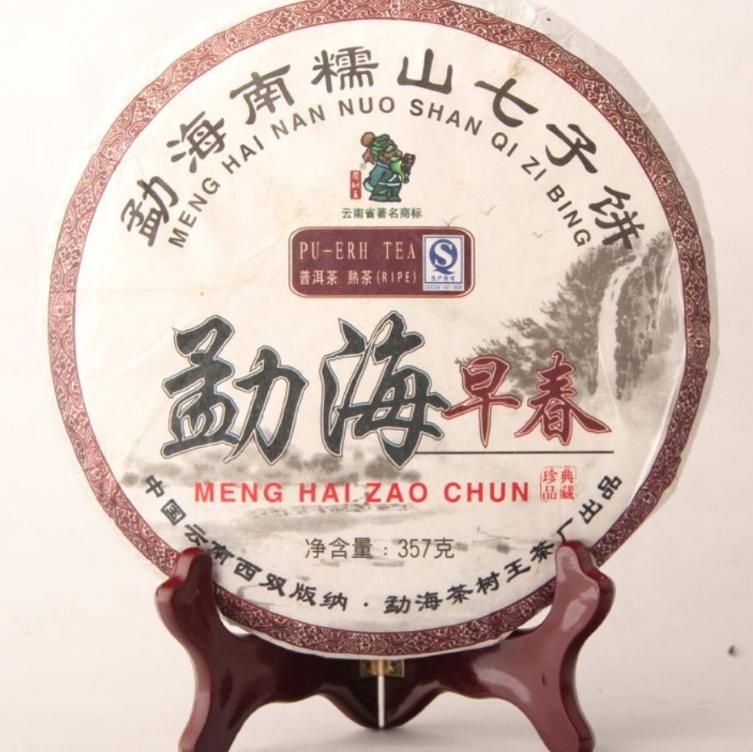 勐海南糯山七子饼
MENG HAI NAN NUO SHAN QI ZI BING
茶树王
云南省著名商标
PU-ERH TEA
普洱茶 熟茶(RIPE)
勐海早春
MENG HAI ZAO CHUN
典藏珍品
净含量：357克
中国云南西双版纳·勐海茶树王茶厂出品